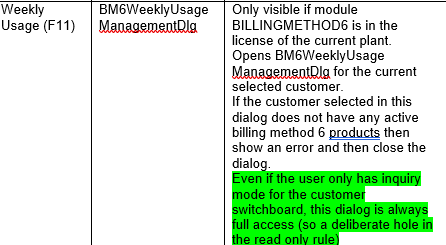 Weekly
Usage (F11)
BM6WeeklyUsage
ManagementDlg
Only visible if module
BILLINGMETHOD6 is in the
license of the current plant.
Opens BM6WeeklyUsage
ManagementDlg for the current
selected customer.
If the customer selected in this
dialog does not have any active
billing method 6 products then
show an error and then close the
dialog.
Even if the user only has inquiry
mode for the customer
switchboard, this dialog is always
full access (so a deliberate hole in
the read only rule)